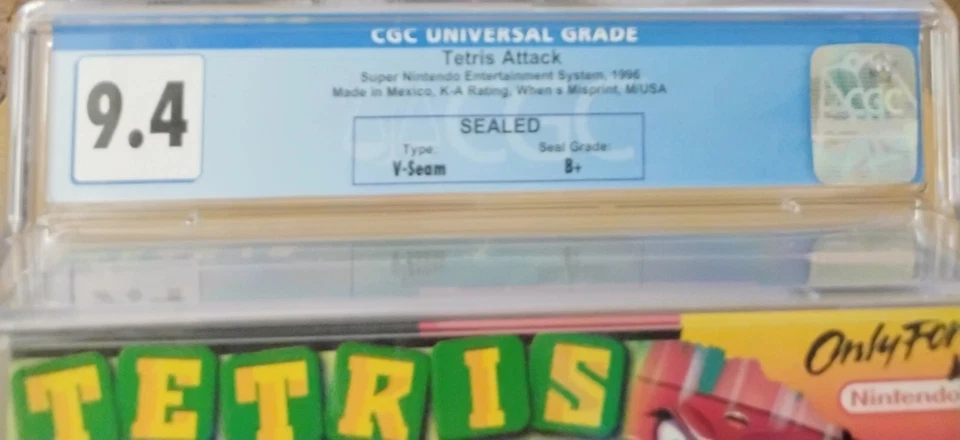 CGC UNIVERSAL GRADE
9.4
Tetris Attack
Super Nintendo Entertainment System, 1996
Made in Mexico, K-A Rating, When s Misprint, M/USA
CGC
SEALED
Type: Seal Grade:
V-Seam B+
TETRIS
Only For
Nintendo